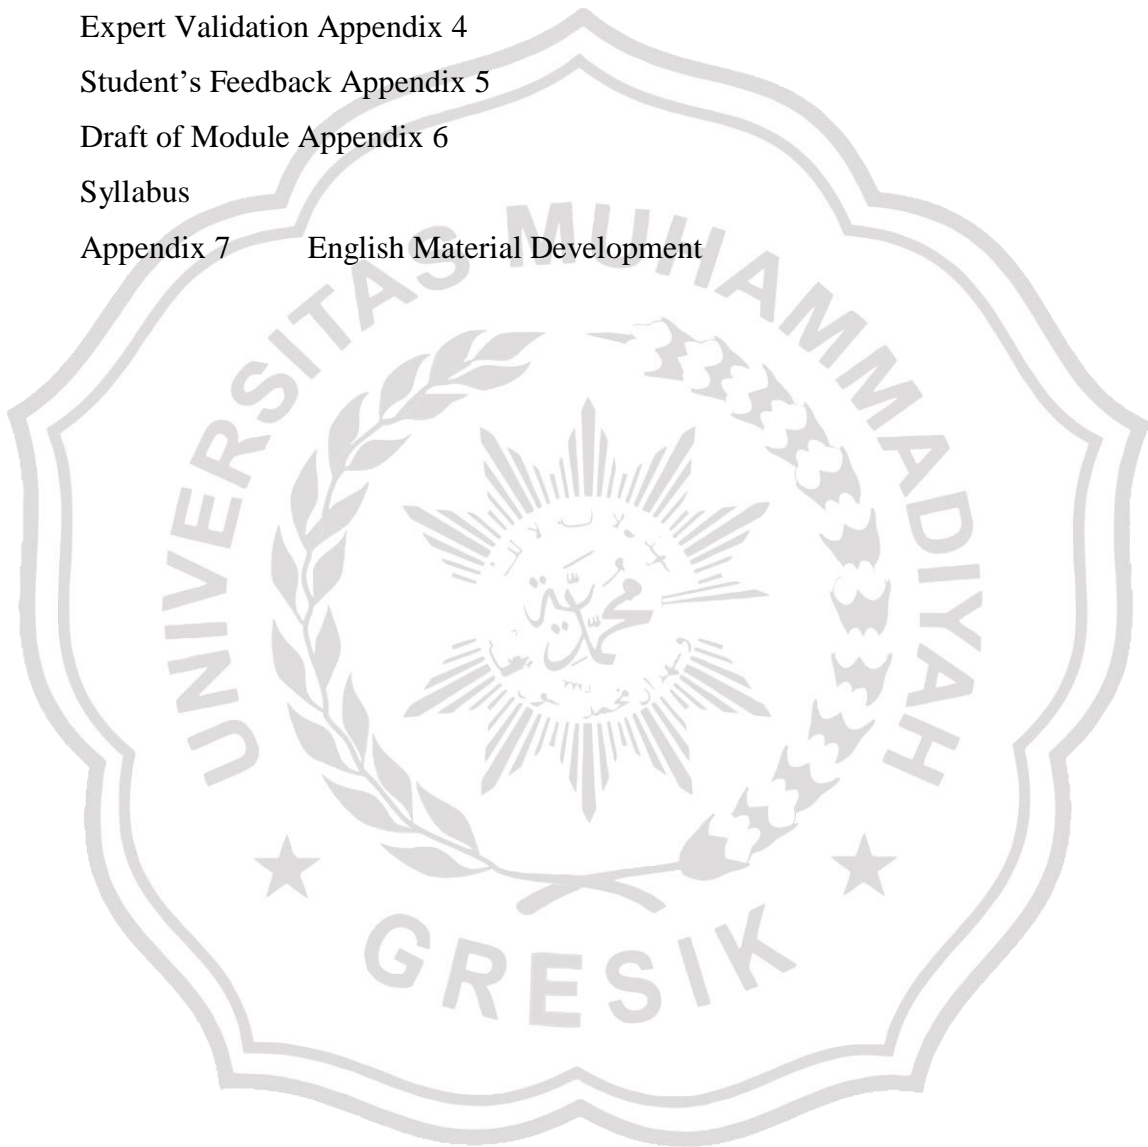 Expert Validation Appendix 4
Student’s Feedback Appendix 5
Draft of Module Appendix 6
Syllabus
Appendix 7 English Material Development
UNIVERSITAS MUHAMMADIYAH
GRESIK
محمد